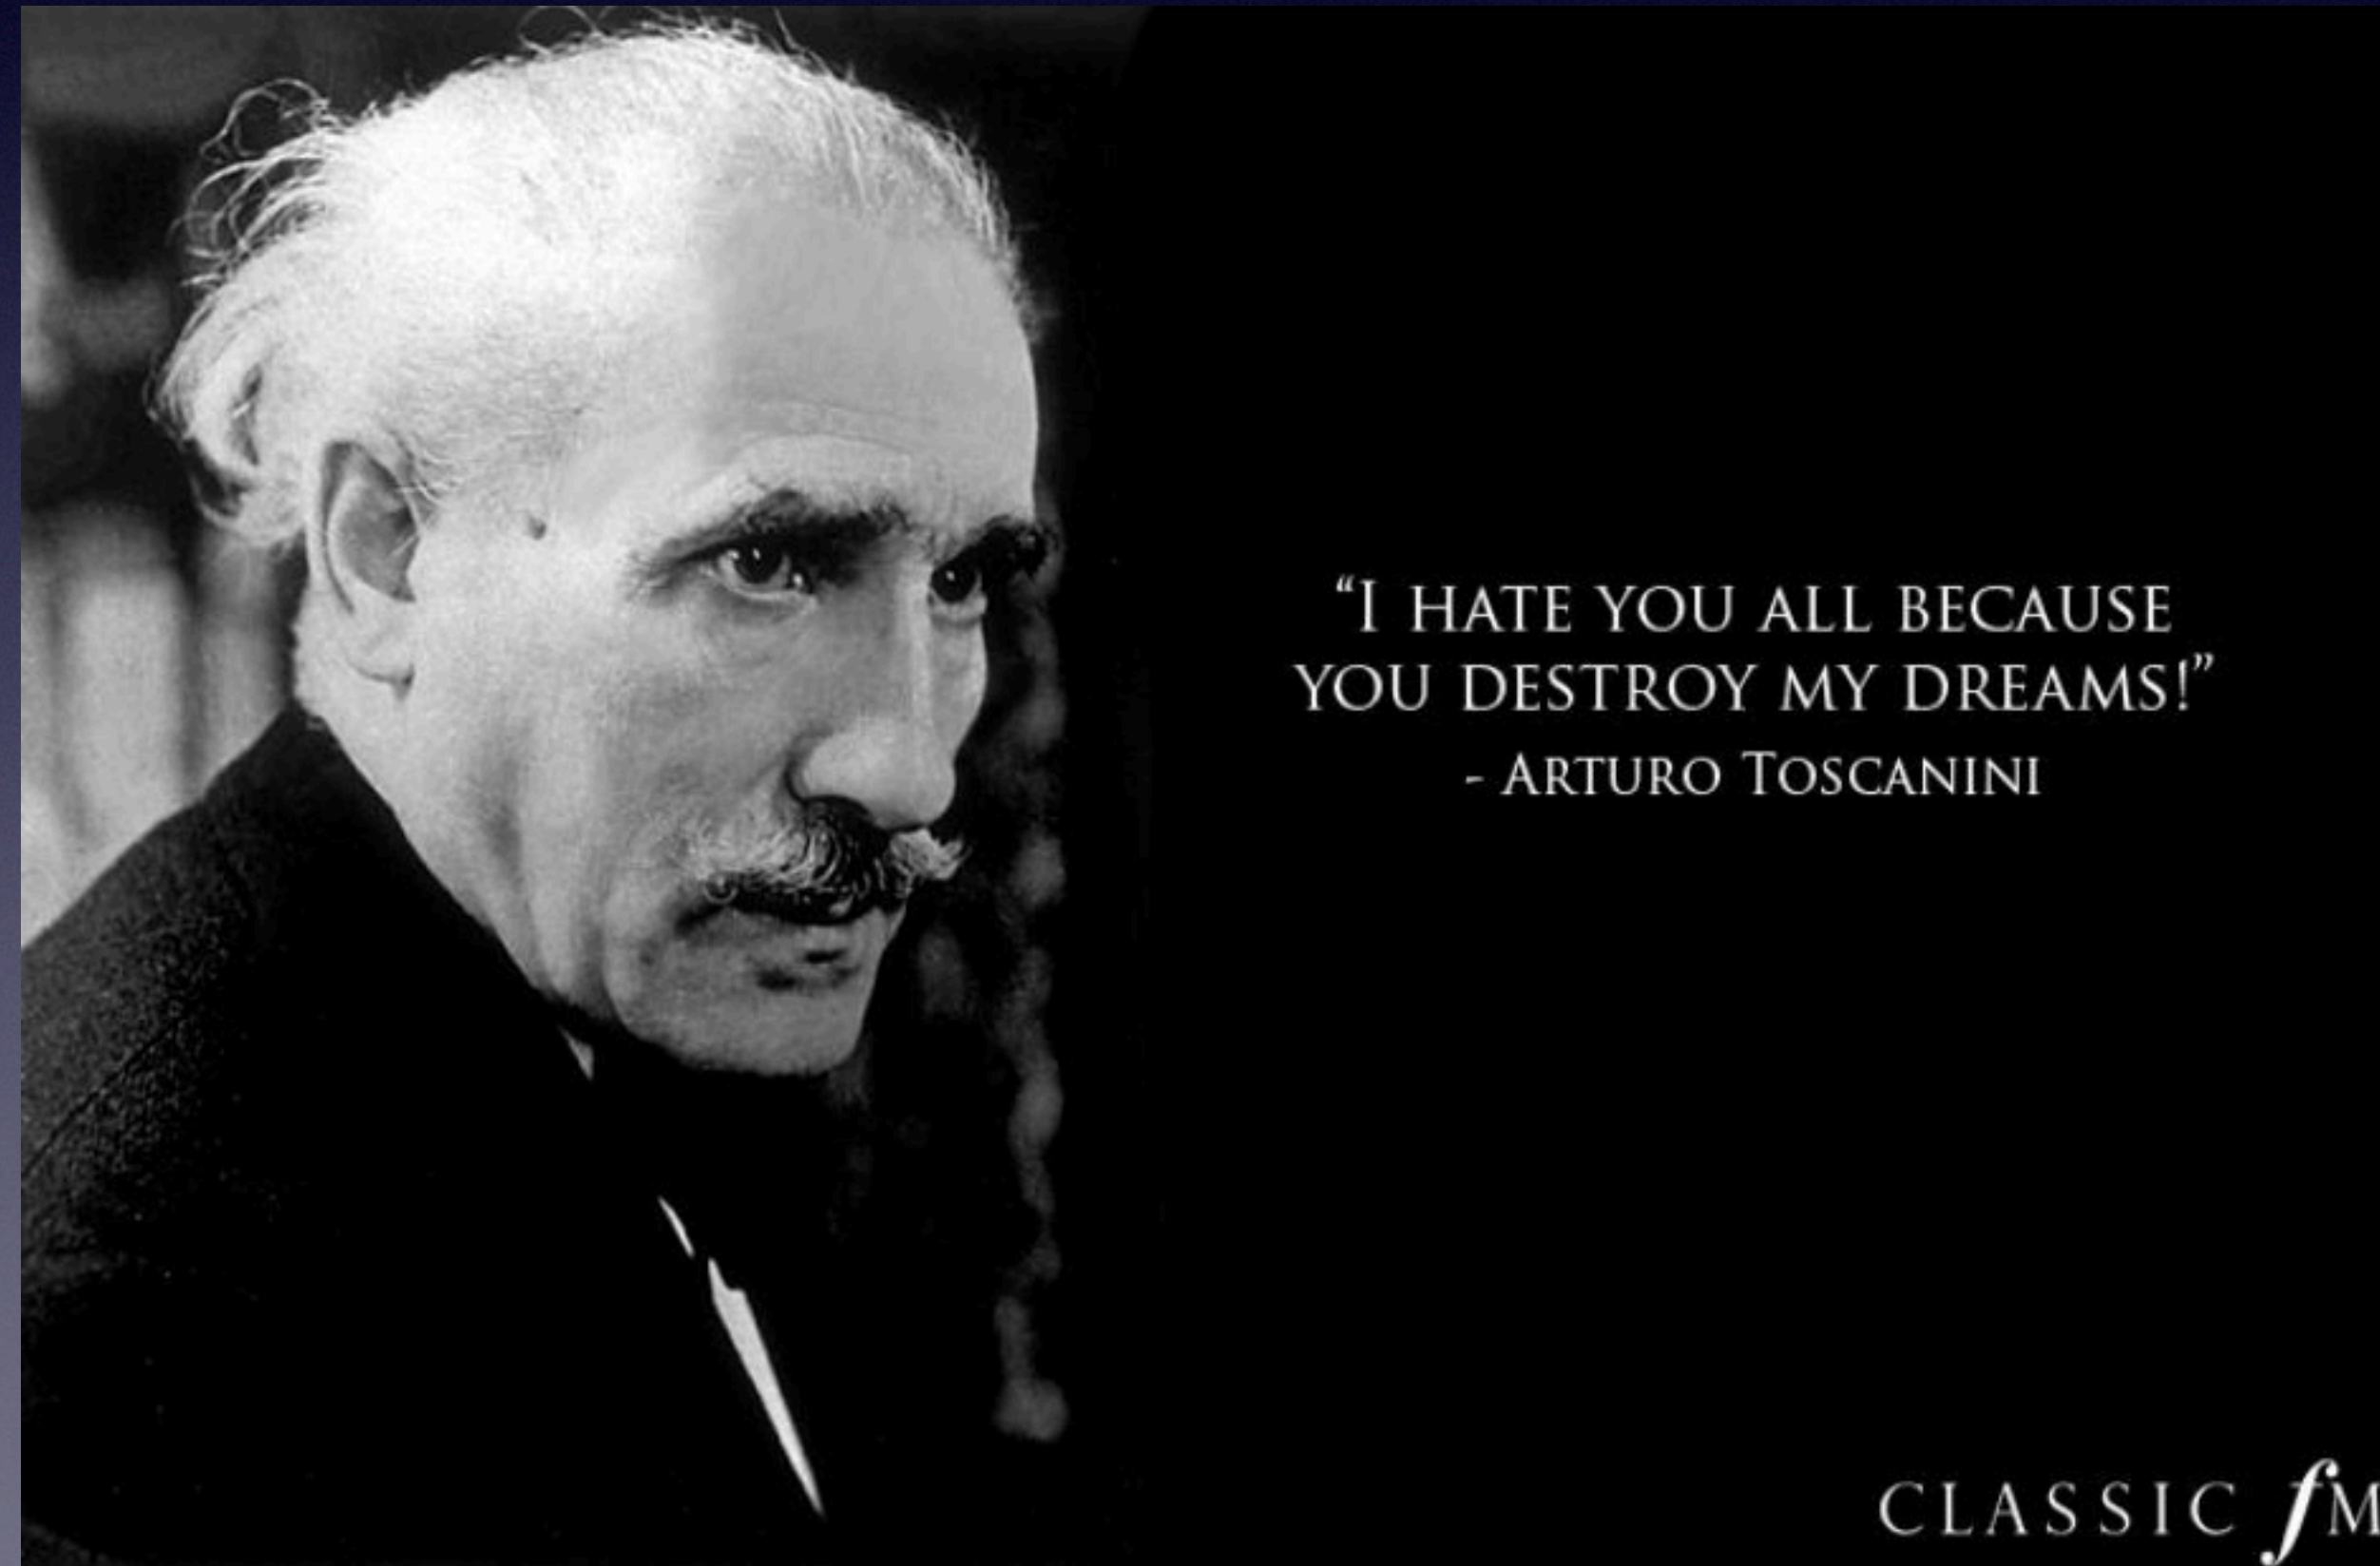 “I HATE YOU ALL BECAUSE
YOU DESTROY MY DREAMS!”
- ARTURO TOSCANINI
CLASSIC fM